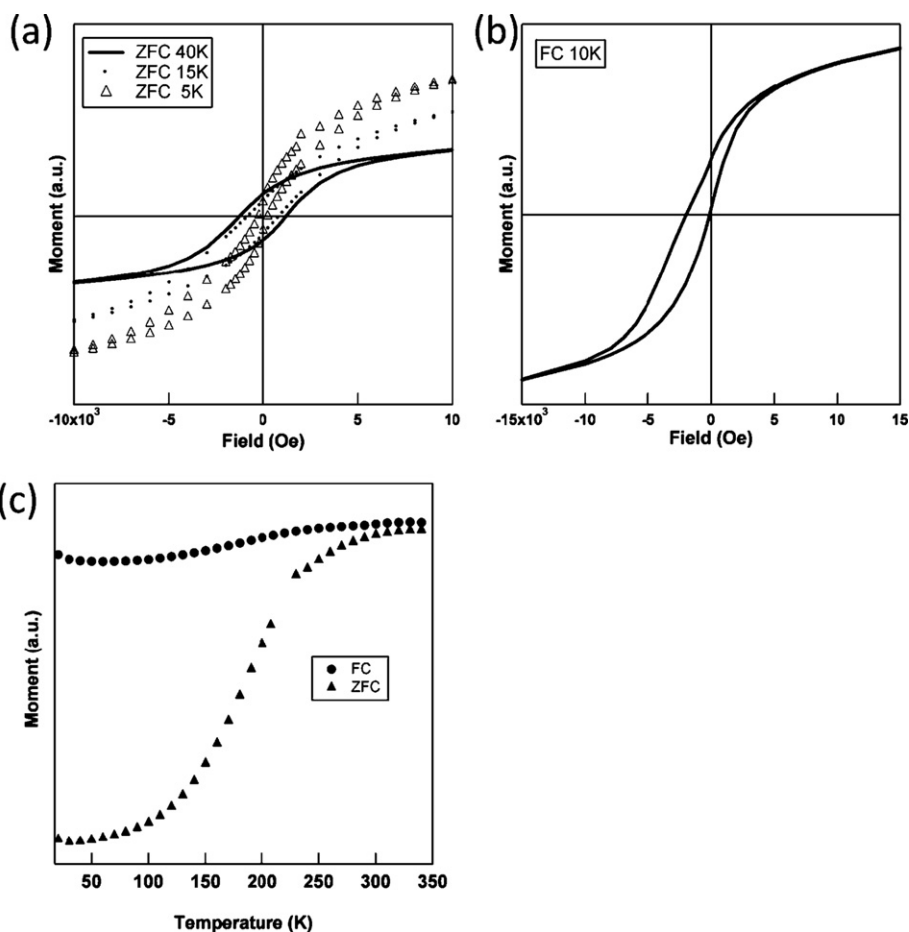 (a)
ZFC 40K
ZFC 15K
ZFC 5K
Moment (a.u.)
-10x10³
-5
0
5
10
Field (Oe)
(b)
FC 10K
Moment (a.u.)
-15x10³
-10
-5
0
5
10
15
Field (Oe)
(c)
Moment (a.u.)
FC
ZFC
50
100
150
200
250
300
350
Temperature (K)